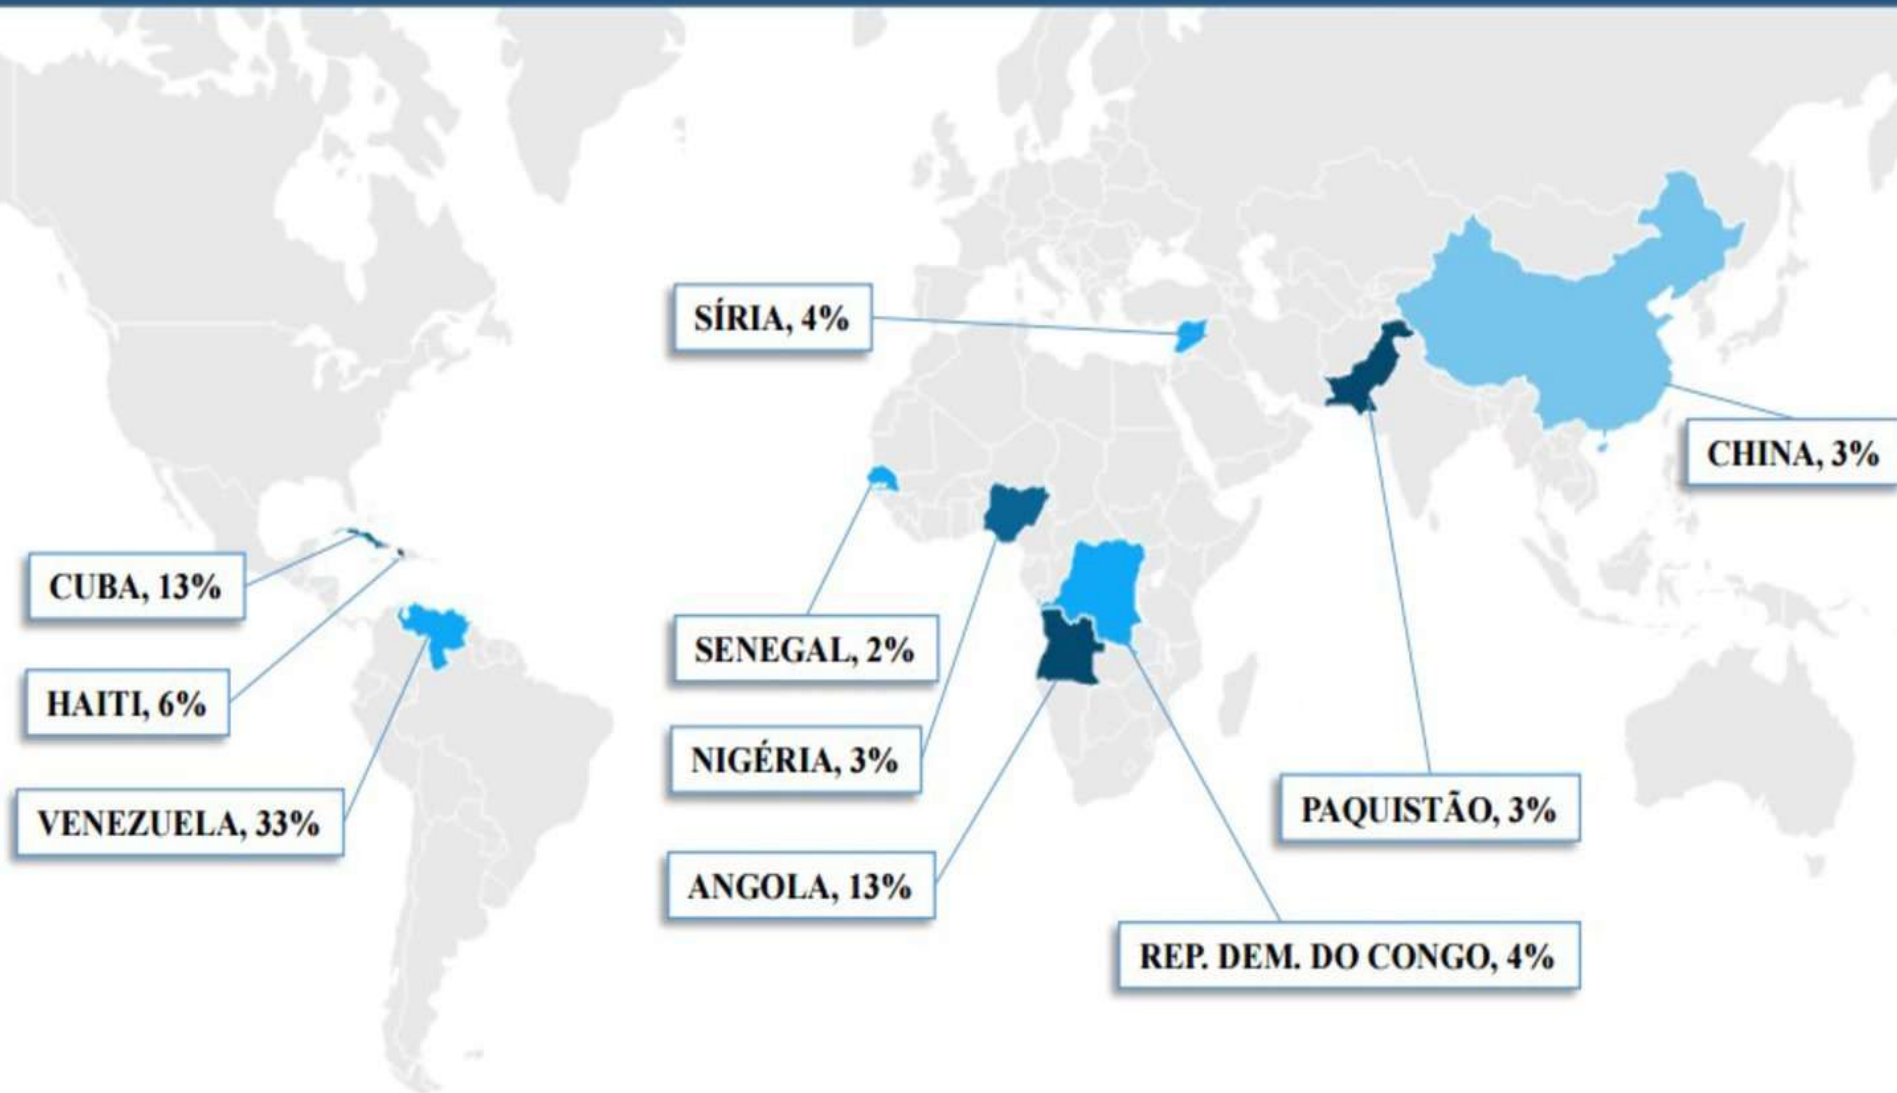 SÍRIA, 4%
CHINA, 3%
CUBA, 13%
SENEGAL, 2%
HAITI, 6%
NIGÉRIA, 3%
PAQUISTÃO, 3%
VENEZUELA, 33%
ANGOLA, 13%
REP. DEM. DO CONGO, 4%